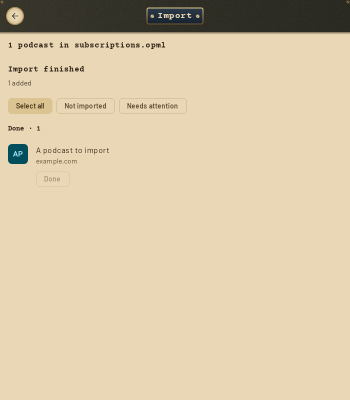 Import
1 podcast in subscriptions.opml
Import finished
1 added
Select all
Not imported
Needs attention
Done · 1
AP
A podcast to import
example.com
Done